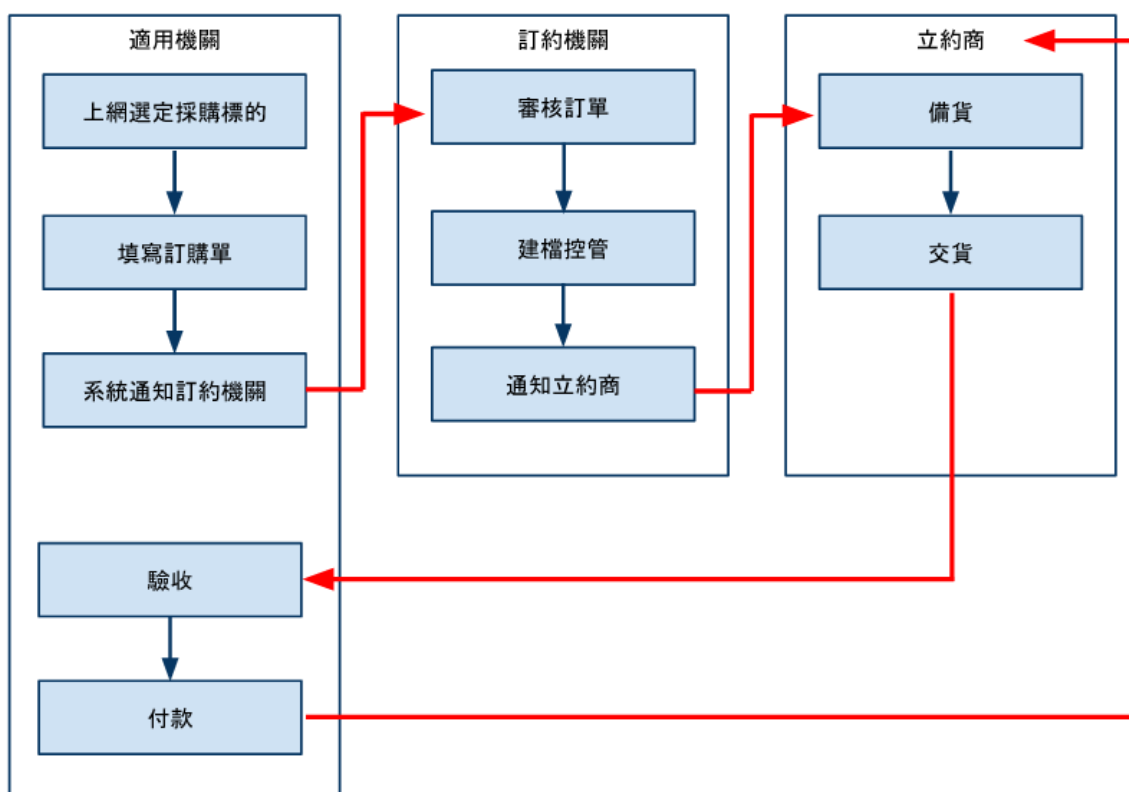 適用機關
上網選定採購標的
填寫訂購單
系統通知訂約機關
驗收
付款
訂約機關
審核訂單
建檔控管
通知立約商
立約商
備貨
交貨